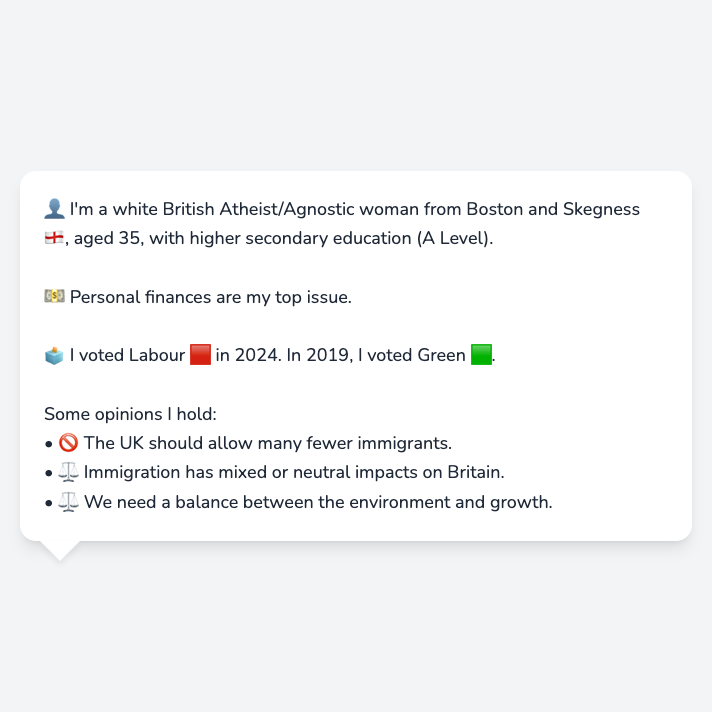 👤 I'm a white British Atheist/Agnostic woman from Boston and Skegness
🏴󠁧󠁢󠁥󠁮󠁧󠁿, aged 35, with higher secondary education (A Level).
💵 Personal finances are my top issue.
🗳️ I voted Labour 🟥 in 2024. In 2019, I voted Green 🟩.
Some opinions I hold:
• 🚫 The UK should allow many fewer immigrants.
• ⚖️ Immigration has mixed or neutral impacts on Britain.
• ⚖️ We need a balance between the environment and growth.